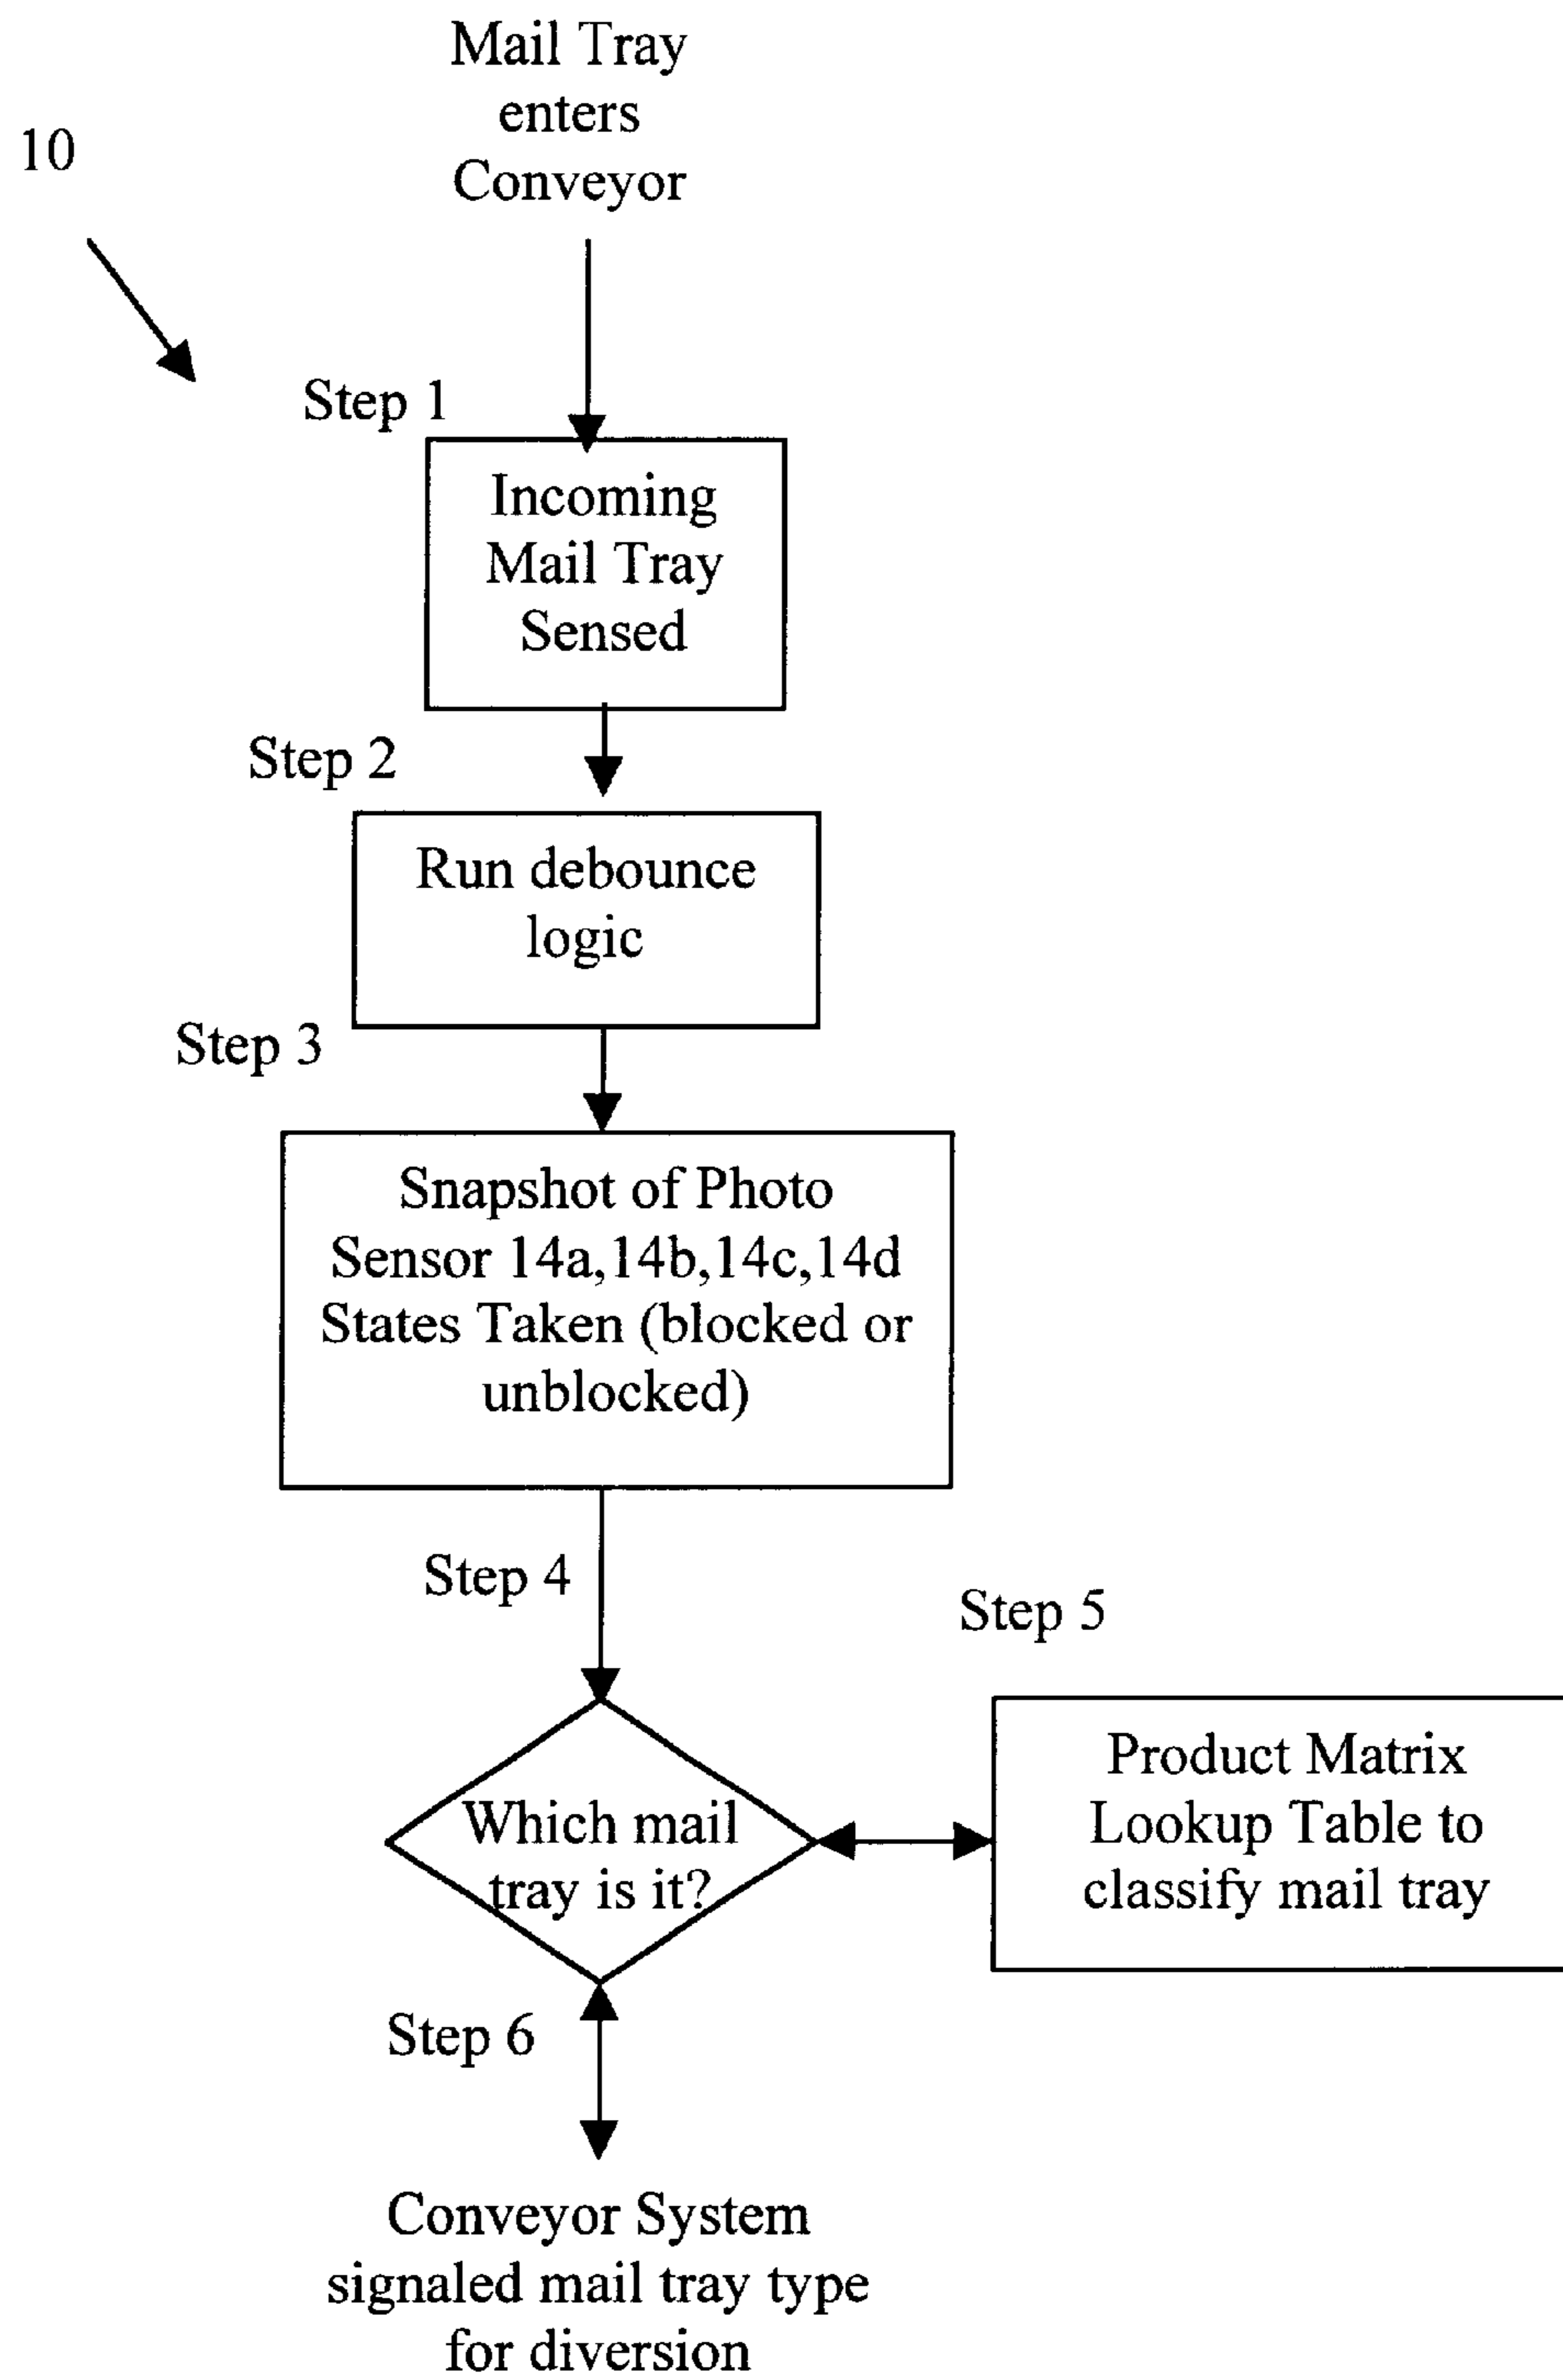 Mail Tray
enters
Conveyor
10
Step 1
Incoming
Mail Tray
Sensed
Step 2
Run debounce
logic
Step 3
Snapshot of Photo
Sensor 14a,14b,14c,14d
States Taken (blocked or
unblocked)
Step 4
Step 5
Which mail
tray is it?
Product Matrix
Lookup Table to
classify mail tray
Step 6
Conveyor System
signaled mail tray type
for diversion